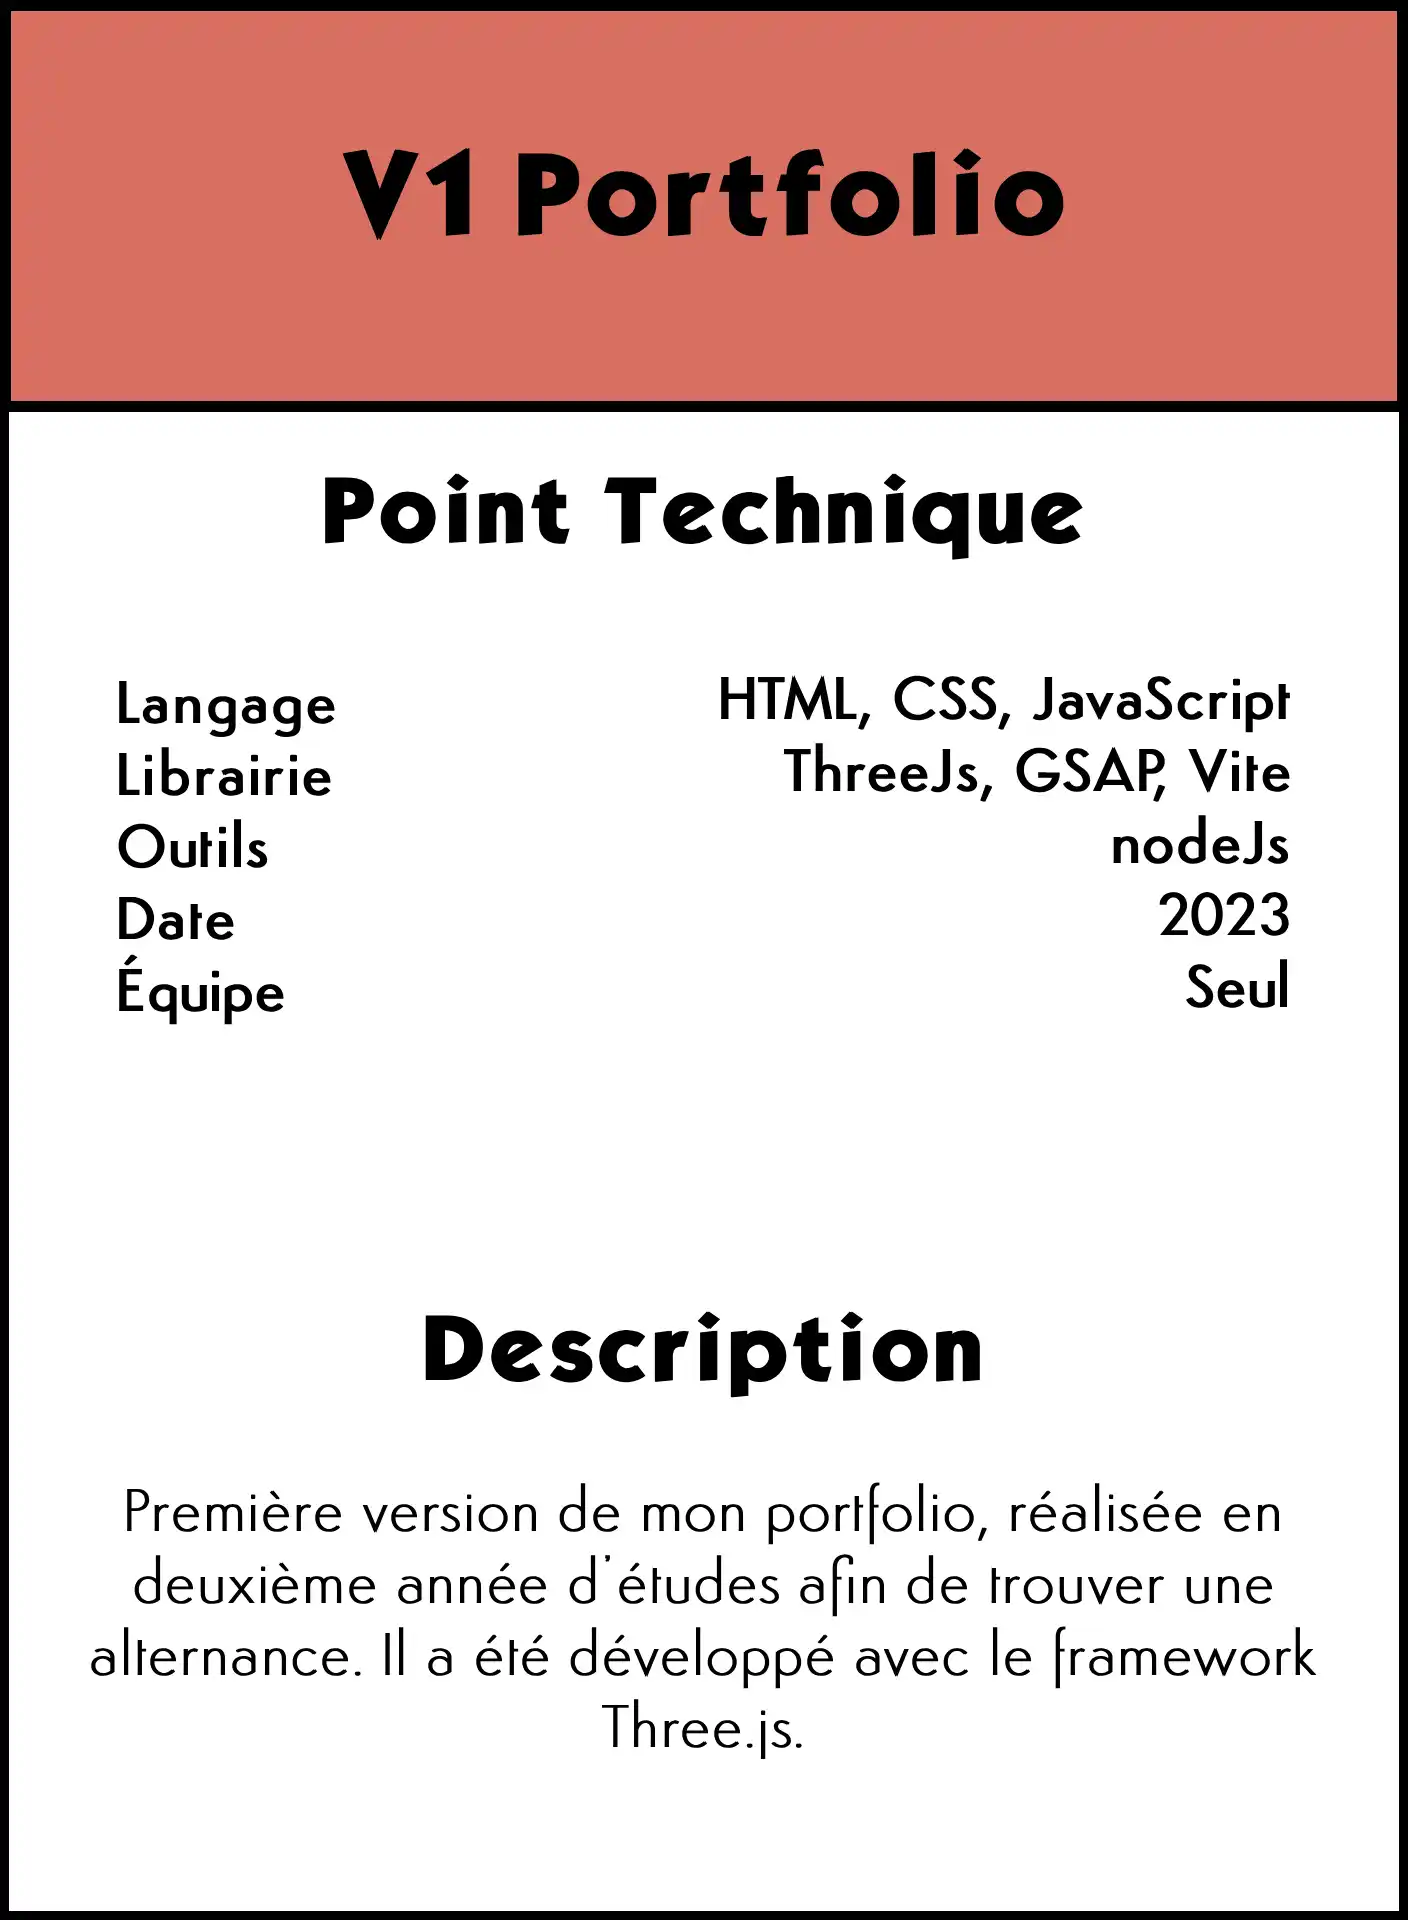 V1 Portfolio
Point Technique
Langage HTML, CSS, JavaScript
Librairie ThreeJs, GSAP, Vite
Outils nodeJs
Date 2023
Équipe Seul
Description
Première version de mon portfolio, réalisée en
deuxième année d'études afin de trouver une
alternance. Il a été développé avec le framework
Three.js.